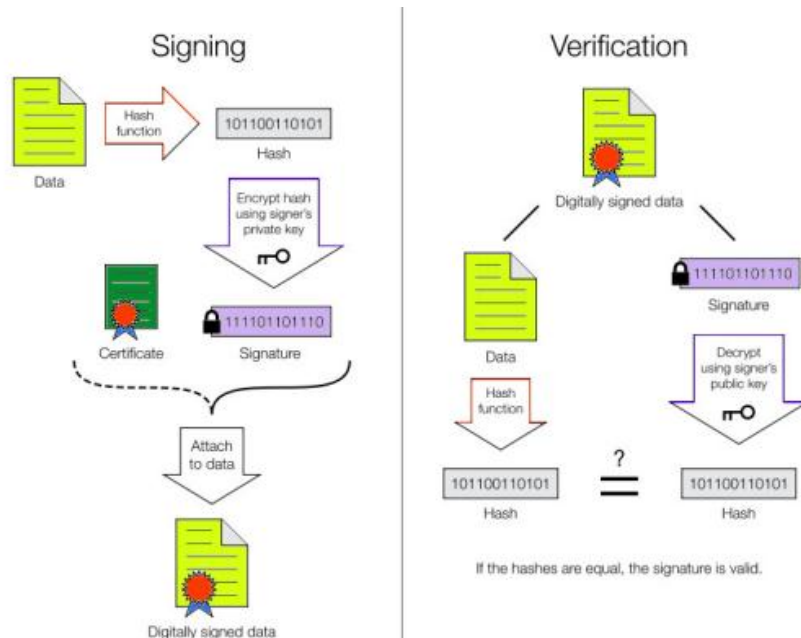 Signing
Data
Hash
function
101100110101
Hash
Encrypt hash
using signer's
private key
Certificate
111101101110
Signature
Attach
to data
Digitally signed data
Verification
Digitally signed data
Data
111101101110
Signature
Hash
function
Decrypt
using signer's
public key
101100110101
Hash
?
=
101100110101
Hash
If the hashes are equal, the signature is valid.